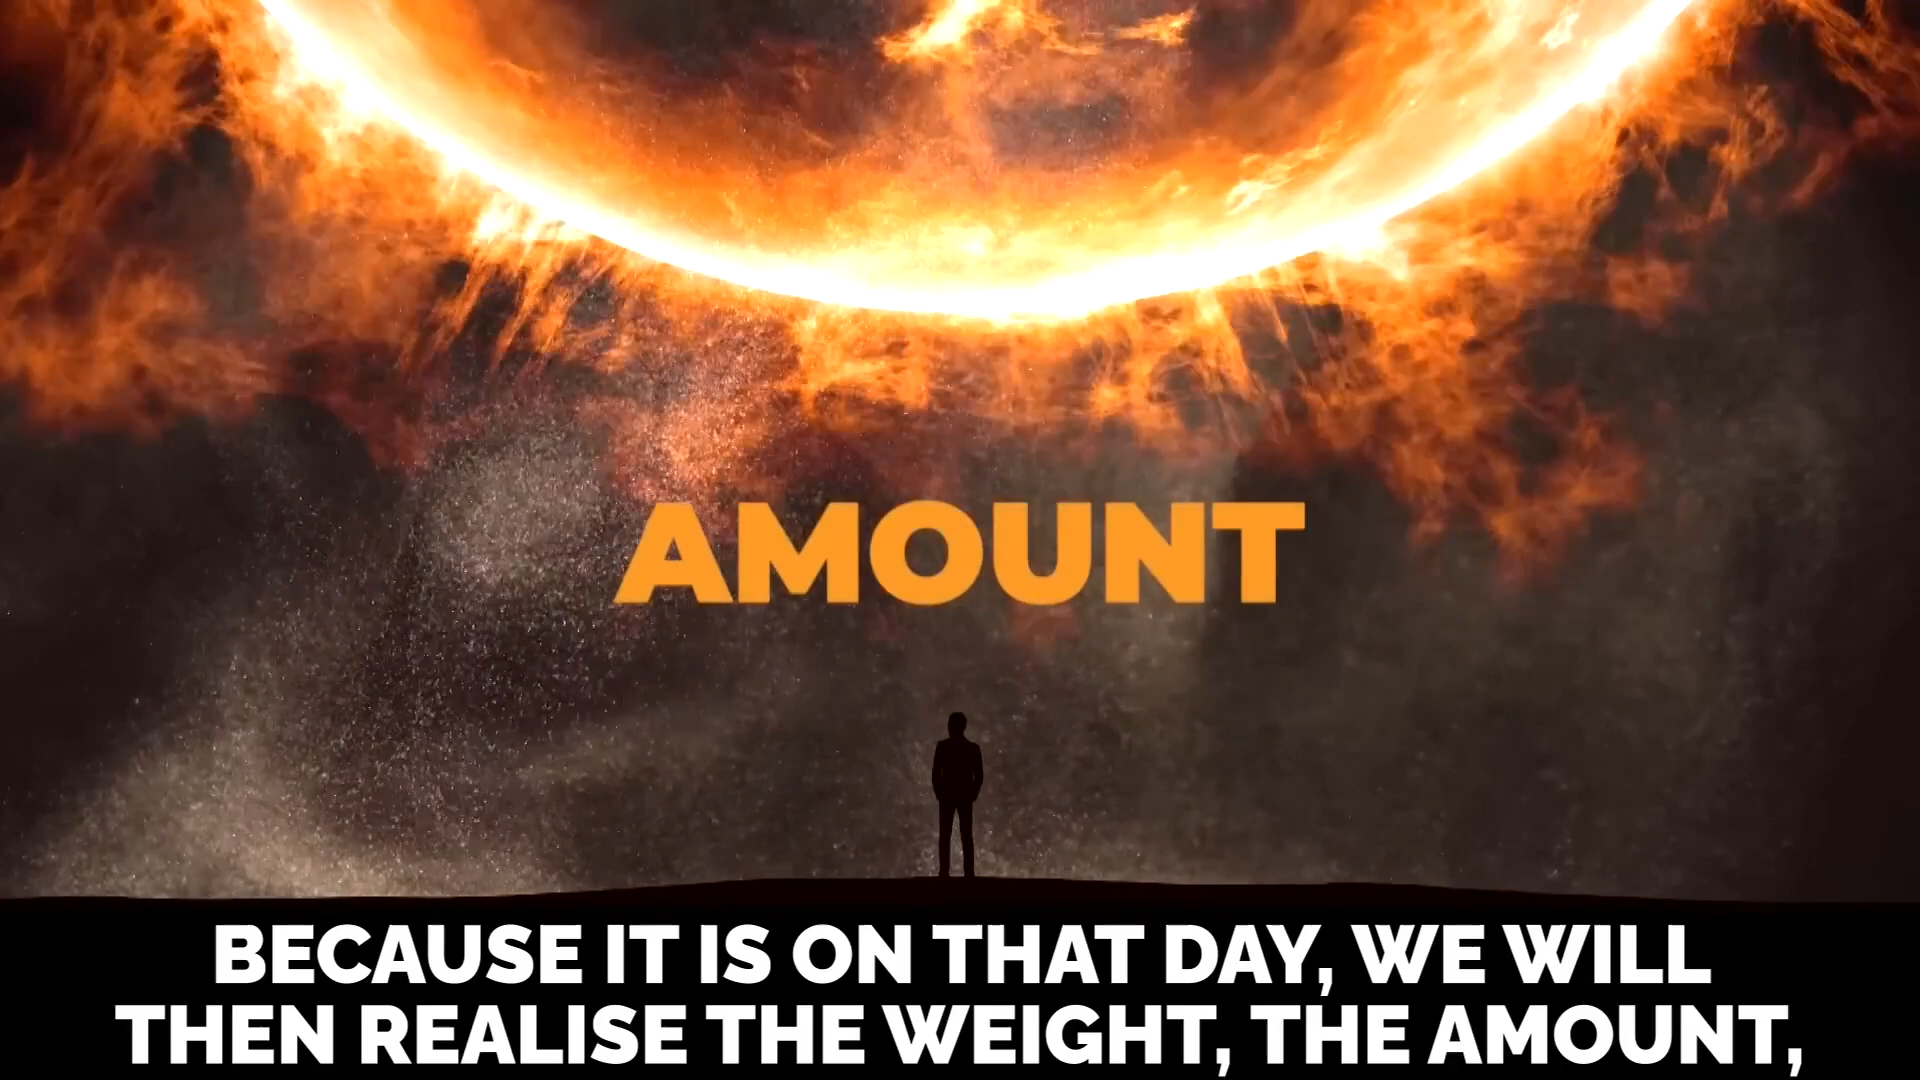 AMOUNT
BECAUSE IT IS ON THAT DAY, WE WILL
THEN REALISE THE WEIGHT, THE AMOUNT,